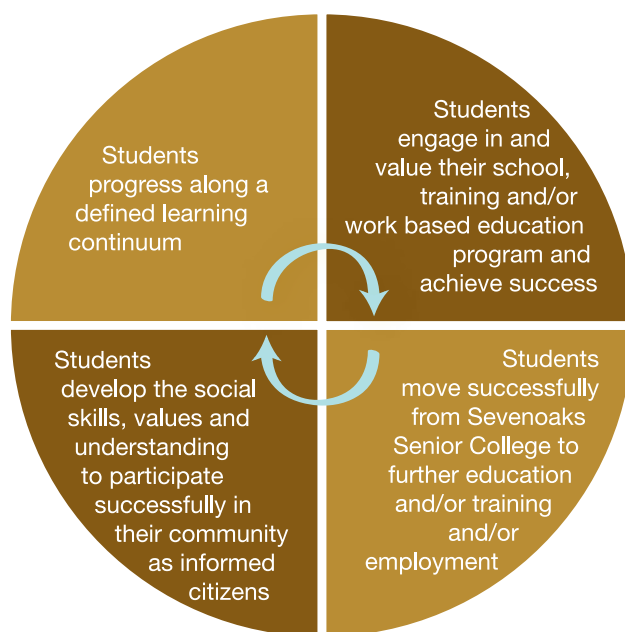 Students
progress along a
defined learning
continuum
Students
engage in and
value their school,
training and/or
work based education
program and
achieve success
Students
develop the social
skills, values and
understanding
to participate
successfully in
their community
as informed
citizens
Students
move successfully
from Sevenoaks
Senior College to
further education
and/or training
and/or
employment